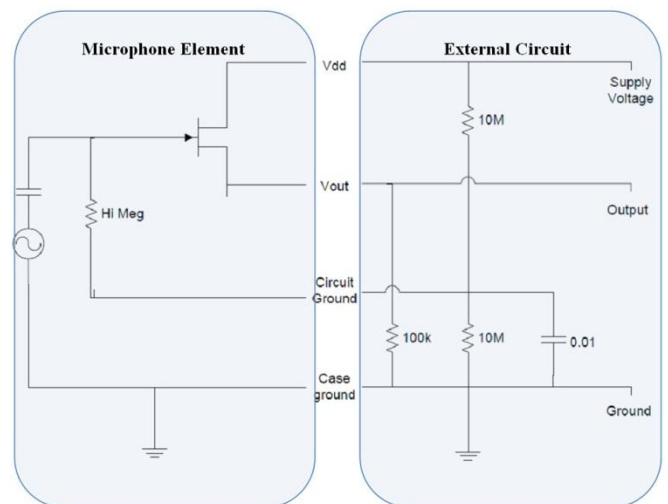 Microphone Element
External Circuit
Vdd
Supply
Voltage
10M
Vout
Output
Hi Meg
Circuit
Ground
100k
10M
0.01
Case
ground
Ground